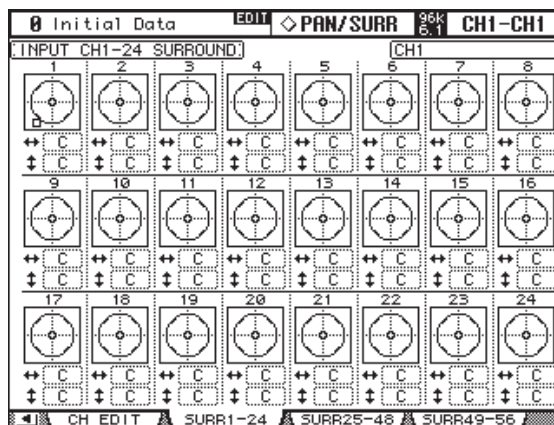 0 Initial Data EDIT ◇PAN/SURR 96k 6.1 CH1-CH1
INPUT CH1-24 SURROUND CH1
1 2 3 4 5 6 7 8
↔ C ↔ C ↔ C ↔ C ↔ C ↔ C ↔ C ↔ C
↕ C ↕ C ↕ C ↕ C ↕ C ↕ C ↕ C ↕ C
9 10 11 12 13 14 15 16
↔ C ↔ C ↔ C ↔ C ↔ C ↔ C ↔ C ↔ C
↕ C ↕ C ↕ C ↕ C ↕ C ↕ C ↕ C ↕ C
17 18 19 20 21 22 23 24
↔ C ↔ C ↔ C ↔ C ↔ C ↔ C ↔ C ↔ C
↕ C ↕ C ↕ C ↕ C ↕ C ↕ C ↕ C ↕ C
◀ CH EDIT SURR1-24 SURR25-48 SURR49-56